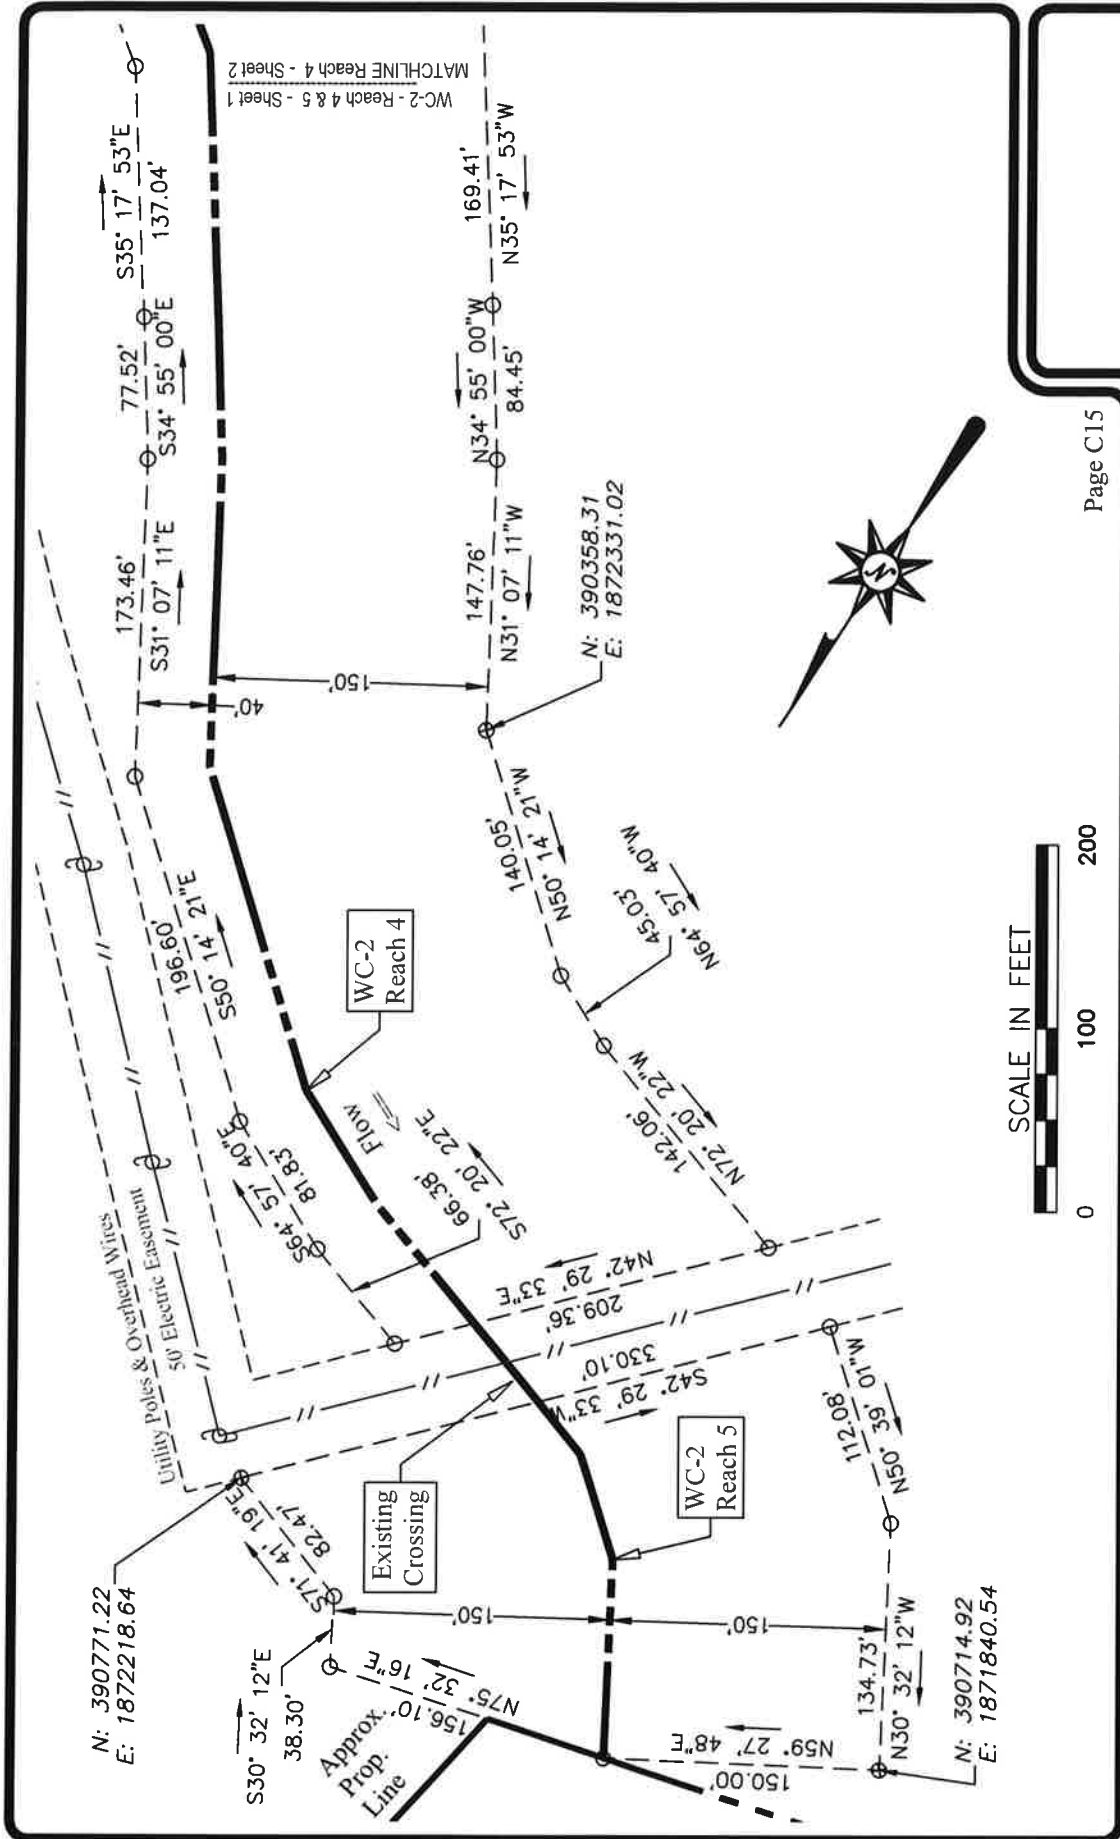 WC-2 - Reach 4 & 5 - Sheet 1
MATCHLINE Reach 4 - Sheet 2
S35° 17' 53"E
137.04'
77.52'
S34° 55' 00"E
173.46'
S31° 07' 11"E
169.41'
N35° 17' 53"W
N34° 55' 00"W
84.45'
147.76'
N31° 07' 11"W
40'
150'
N: 390358.31
E: 1872331.02
196.60'
S50° 14' 21"E
140.05'
N50° 14' 21"W
WC-2
Reach 4
45.03'
N64° 57' 40"W
S64° 57' 40"E
81.83'
Flow
66.38'
S72° 20' 22"E
142.06'
N72° 20' 22"W
Utility Poles & Overhead Wires
50' Electric Easement
N42° 29' 33"E
209.36'
330.10'
S42° 29' 33"W
Existing
Crossing
WC-2
Reach 5
112.08'
N50° 39' 01"W
N: 390771.22
E: 1872218.64
S71° 41' 19"E
82.47'
S30° 32' 12"E
38.30'
150'
150'
N75° 32' 16"E
156.10'
Approx.
Prop.
Line
N59° 27' 48"E
150.00'
134.73'
N30° 32' 12"W
N: 390714.92
E: 1871840.54
N
SCALE IN FEET
0 100 200
Page C15